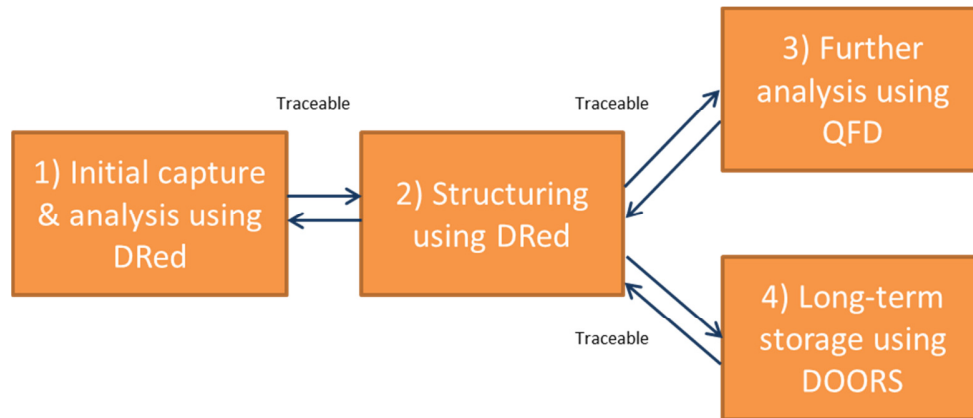 Traceable
1) Initial capture
& analysis using
DRed
2) Structuring
using DRed
Traceable
3) Further
analysis using
QFD
Traceable
4) Long-term
storage using
DOORS